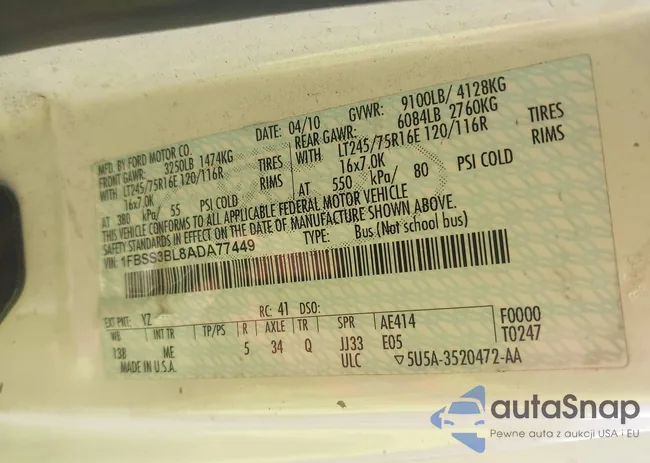 MFD BY FORD MOTOR CO.
DATE: 04/10 GVWR: 9100LB/ 4128KG
FRONT GAWR: 3250LB 1474KG REAR GAWR: 6084LB 2760KG
WITH LT245/75R16E 120/116R TIRES WITH LT245/75R16E 120/116R TIRES
16x7.0K RIMS 16x7.0K RIMS
AT 380 kPa/ 55 PSI COLD AT 550 kPa/ 80 PSI COLD
THIS VEHICLE CONFORMS TO ALL APPLICABLE FEDERAL MOTOR VEHICLE
SAFETY STANDARDS IN EFFECT ON THE DATE OF MANUFACTURE SHOWN ABOVE.
VIN: 1FBSS3BL8ADA77449 TYPE: Bus (Not school bus)
EXT PNT: YZ RC: 41 DSO:
WB INT TR TP/PS R AXLE TR SPR AE414 F0000
138 ME 5 34 Q JJ33 E05 T0247
MADE IN U.S.A. ULC ▽5U5A-3520472-AA
autaSnap
Pewne auta z aukcji USA i EU